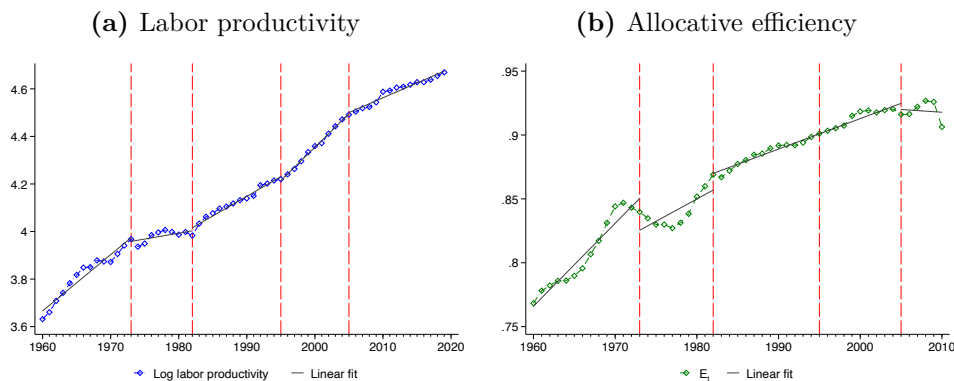 (a) Labor productivity
4.6
4.4
4.2
4
3.8
3.6
1960 1970 1980 1990 2000 2010 2020
Log labor productivity Linear fit
(b) Allocative efficiency
.95
.9
.85
.8
.75
1960 1970 1980 1990 2000 2010
E_t Linear fit